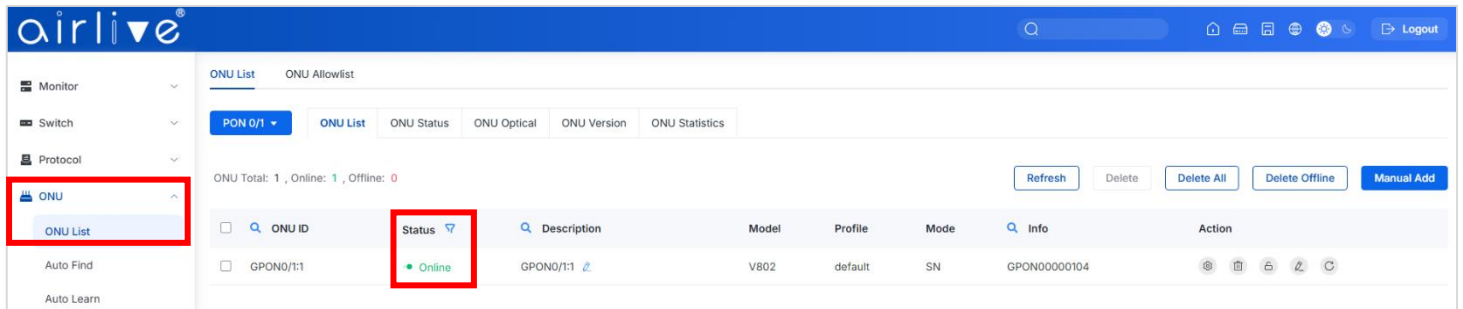 airlive®
Logout
Monitor
Switch
Protocol
ONU
ONU List
Auto Find
Auto Learn
ONU List ONU Allowlist
PON 0/1 ONU List ONU Status ONU Optical ONU Version ONU Statistics
ONU Total: 1 , Online: 1 , Offline: 0
Refresh Delete Delete All Delete Offline Manual Add
ONU ID Status Description Model Profile Mode Info Action
GPON0/1:1 Online GPON0/1:1 V802 default SN GPON00000104